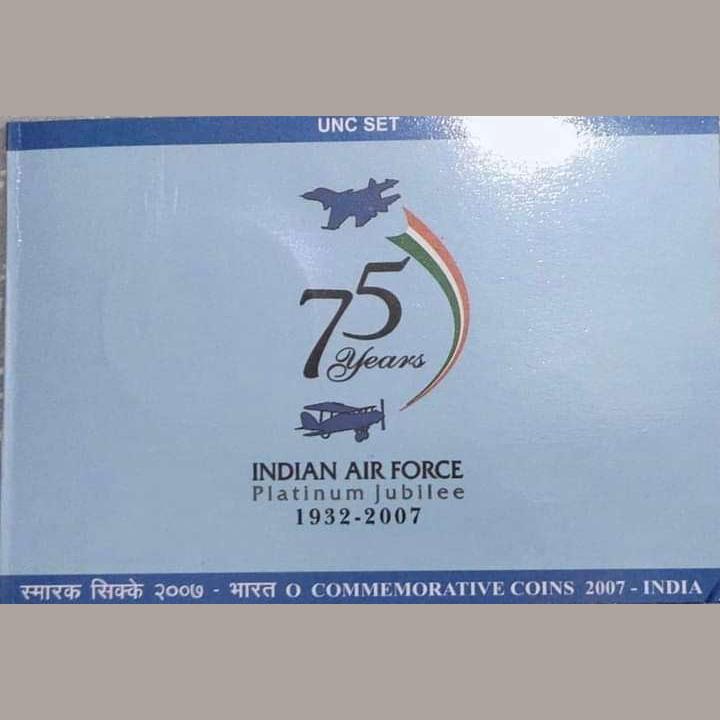 UNC SET
75
Years
INDIAN AIR FORCE
Platinum Jubilee
1932-2007
स्मारक सिक्के २००७ - भारत O COMMEMORATIVE COINS 2007 - INDIA